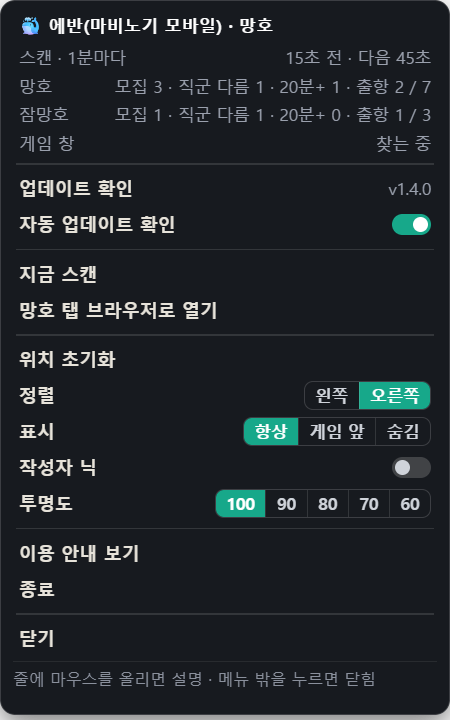 에반(마비노기 모바일) · 망호
스캔 · 1분마다 15초 전 · 다음 45초
망호 모집 3 · 직군 다름 1 · 20분+ 1 · 출항 2 / 7
잠망호 모집 1 · 직군 다름 1 · 20분+ 0 · 출항 1 / 3
게임 창 찾는 중
업데이트 확인 v1.4.0
자동 업데이트 확인
지금 스캔
망호 탭 브라우저로 열기
위치 초기화
정렬 왼쪽 오른쪽
표시 항상 게임 앞 숨김
작성자 닉
투명도 100 90 80 70 60
이용 안내 보기
종료
닫기
줄에 마우스를 올리면 설명 · 메뉴 밖을 누르면 닫힘